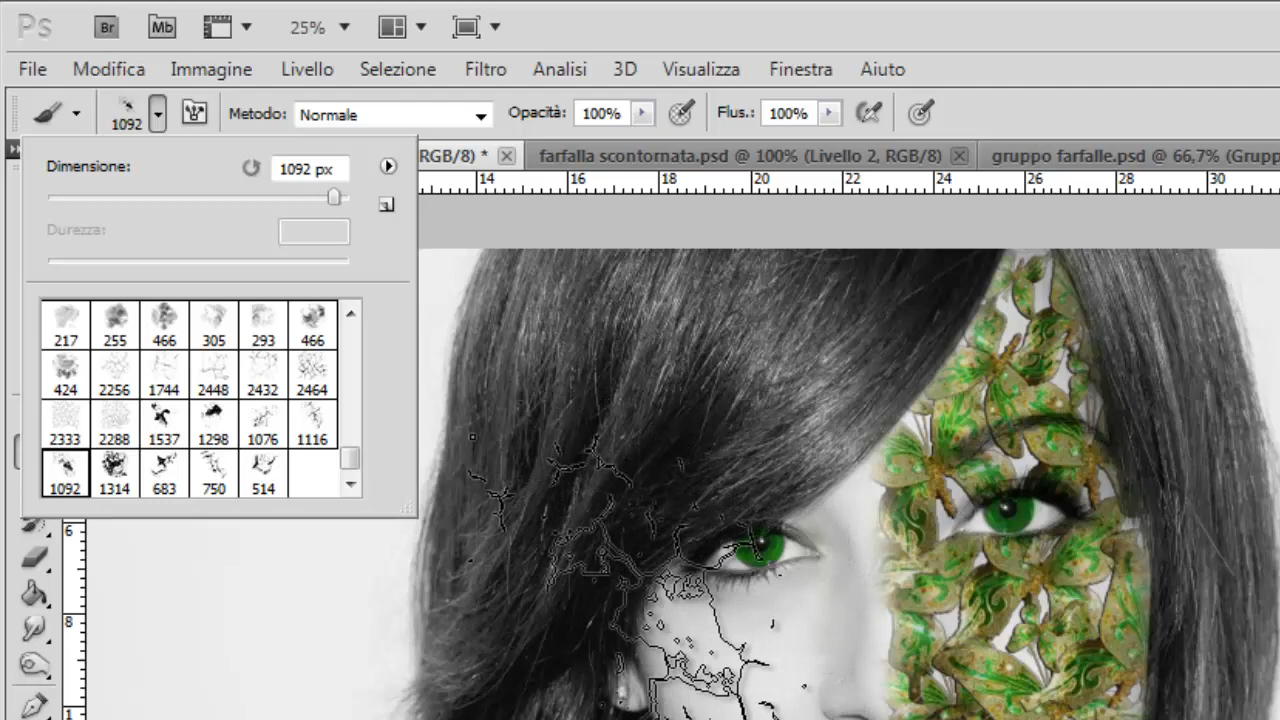 Ps Br Mb 25%
File Modifica Immagine Livello Selezione Filtro Analisi 3D Visualizza Finestra Aiuto
1092 Metodo: Normale Opacità: 100% Flus.: 100%
RGB/8) * farfalla scontornata.psd @ 100% (Livello 2, RGB/8) gruppo farfalle.psd @ 66,7% (Grupp
Dimensione: 1092 px
14 16 18 20 22 24 26 28 30
Durezza:
217 255 466 305 293 466
424 2256 1744 2448 2432 2464
2333 2288 1537 1298 1076 1116
1092 1314 683 750 514
6
8
1